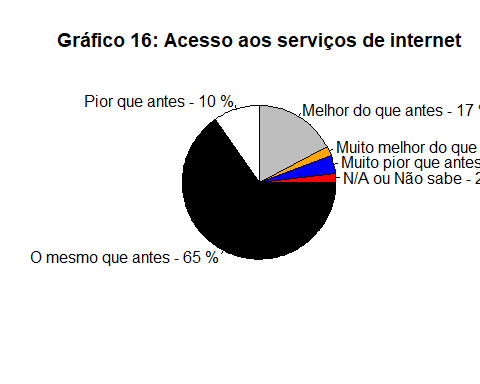 Gráfico 16: Acesso aos serviços de internet
Pior que antes - 10 %
Melhor do que antes - 17
Muito melhor do que
Muito pior que antes
N/A ou Não sabe - 2
O mesmo que antes - 65 %